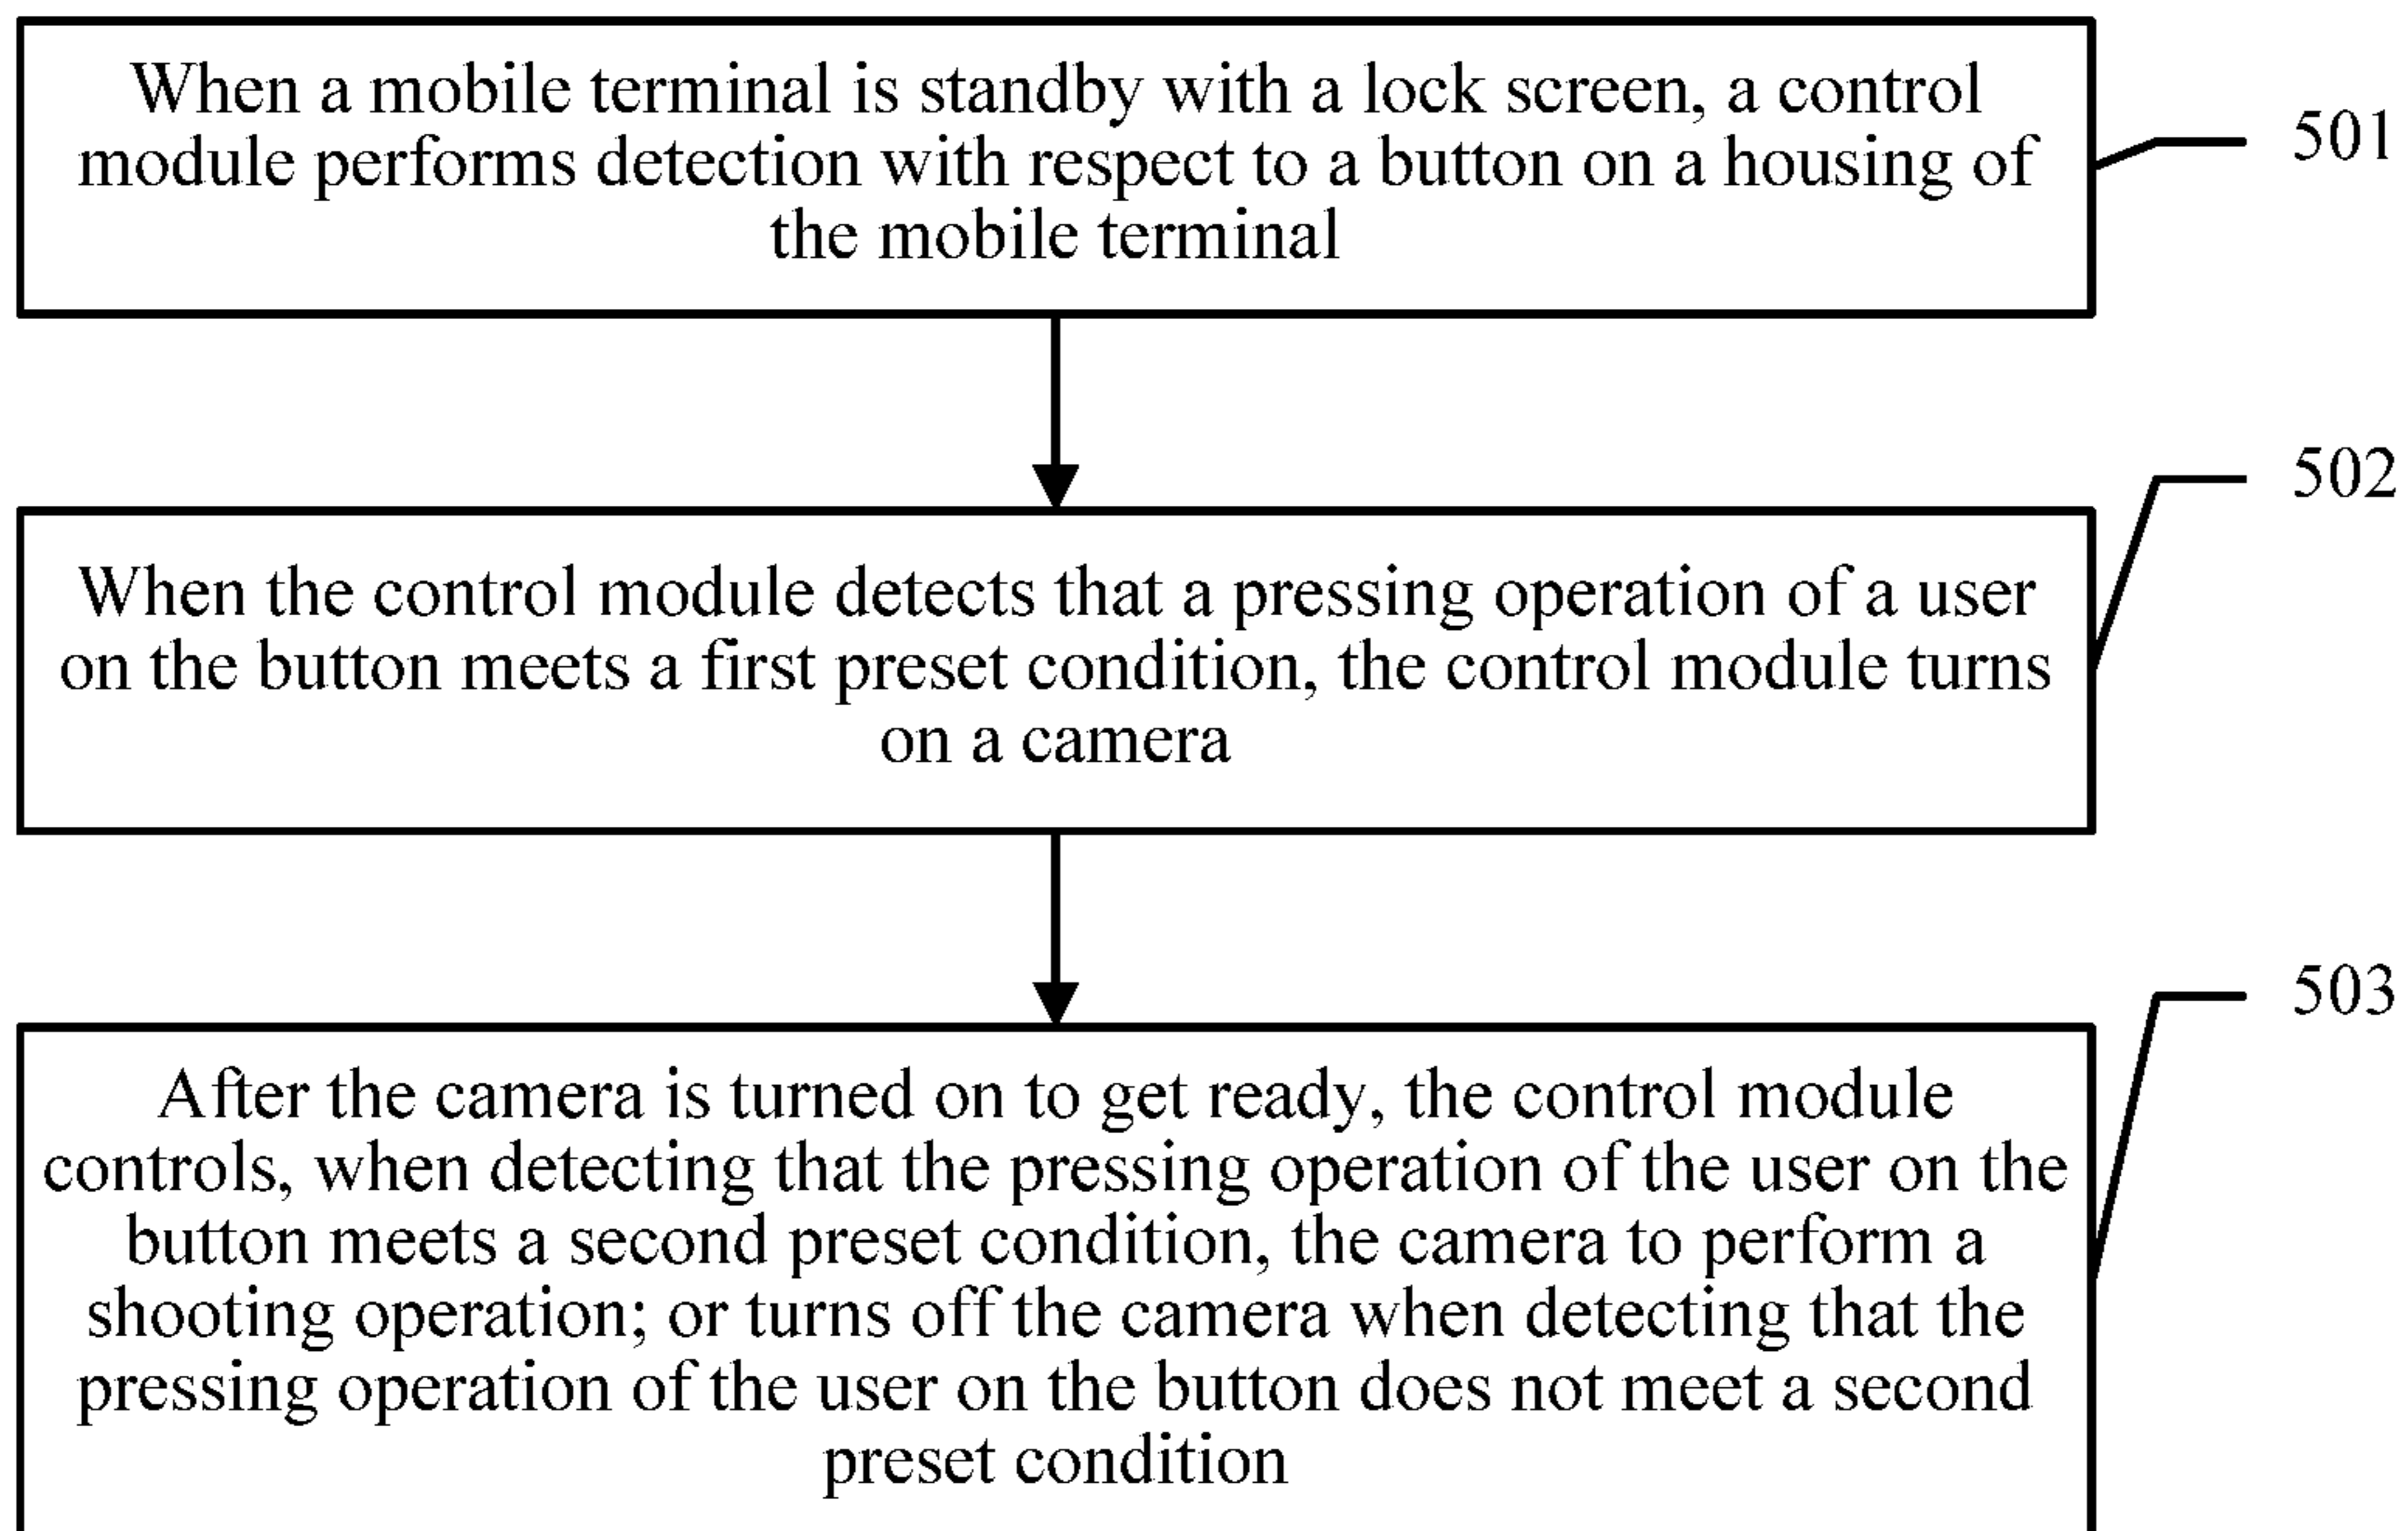 When a mobile terminal is standby with a lock screen, a control
module performs detection with respect to a button on a housing of
the mobile terminal
501
When the control module detects that a pressing operation of a user
on the button meets a first preset condition, the control module turns
on a camera
502
After the camera is turned on to get ready, the control module
controls, when detecting that the pressing operation of the user on the
button meets a second preset condition, the camera to perform a
shooting operation; or turns off the camera when detecting that the
pressing operation of the user on the button does not meet a second
preset condition
503